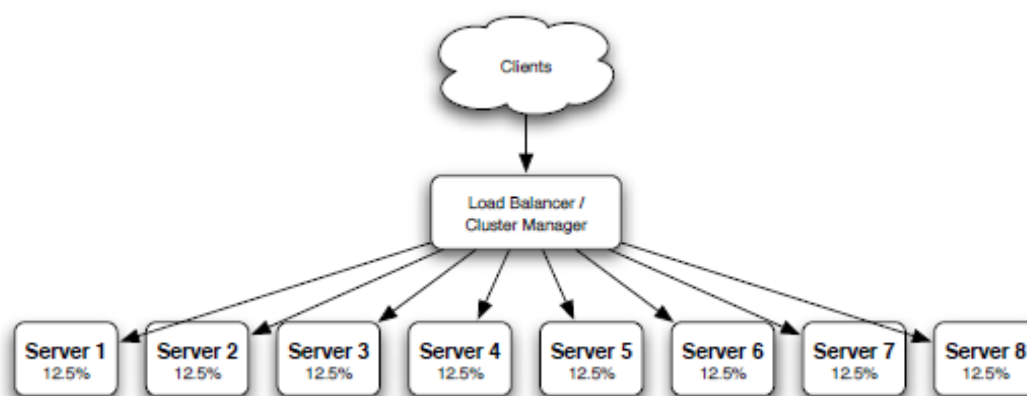 Clients
Load Balancer /
Cluster Manager
Server 1
12.5%
Server 2
12.5%
Server 3
12.5%
Server 4
12.5%
Server 5
12.5%
Server 6
12.5%
Server 7
12.5%
Server 8
12.5%